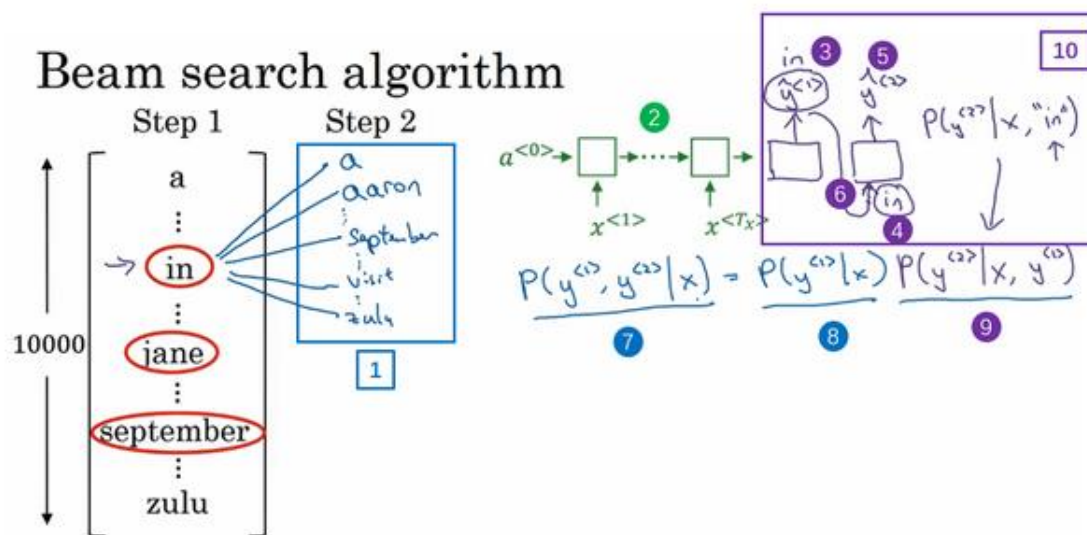 Beam search algorithm
Step 1
Step 2
10000
a
⋮
in
⋮
jane
⋮
september
⋮
zulu
a
aaron
⋮
september
⋮
visit
⋮
zulu
1
2
a^<0>
x^<1>
x^<T_x>
in 3 5 10
ŷ^<1> ŷ^<2>
P(y^<2>|x, "in")
6 in
4
P(y^<1>, y^<2>|x) = P(y^<1>|x) P(y^<2>|x, y^<1>)
7 8 9